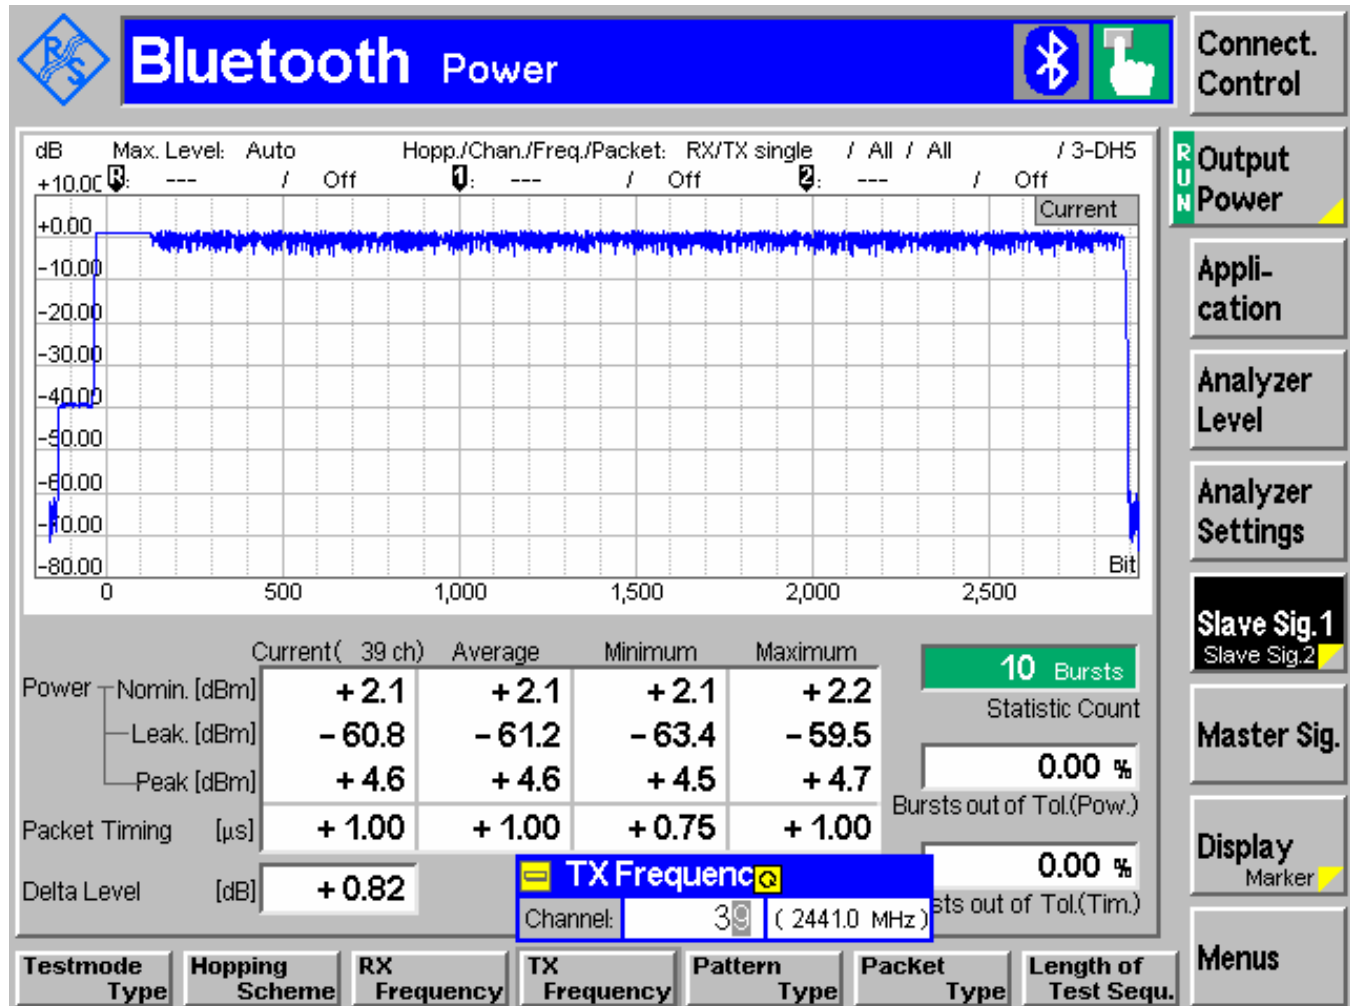 R S
Bluetooth Power
Connect.
Control
dB Max. Level: Auto Hopp./Chan./Freq./Packet: RX/TX single / All / All / 3-DH5
+10.00 R: --- / Off 1: --- / Off 2: --- / Off
Current
+0.00
-10.00
-20.00
-30.00
-40.00
-50.00
-60.00
-70.00
-80.00
Bit
0 500 1,000 1,500 2,000 2,500
RUN
Output
Power
Appli-
cation
Analyzer
Level
Analyzer
Settings
Slave Sig.1
Slave Sig.2
Master Sig.
Display
Marker
Menus
Current( 39 ch) Average Minimum Maximum
Power Nomin. [dBm] +2.1 +2.1 +2.1 +2.2
Leak. [dBm] -60.8 -61.2 -63.4 -59.5
Peak [dBm] +4.6 +4.6 +4.5 +4.7
Packet Timing [µs] +1.00 +1.00 +0.75 +1.00
Delta Level [dB] +0.82
10 Bursts
Statistic Count
0.00 %
Bursts out of Tol.(Pow.)
0.00 %
sts out of Tol.(Tim.)
TX Frequenc Q
Channel: 39 ( 2441.0 MHz )
Testmode
Type
Hopping
Scheme
RX
Frequency
TX
Frequency
Pattern
Type
Packet
Type
Length of
Test Sequ.